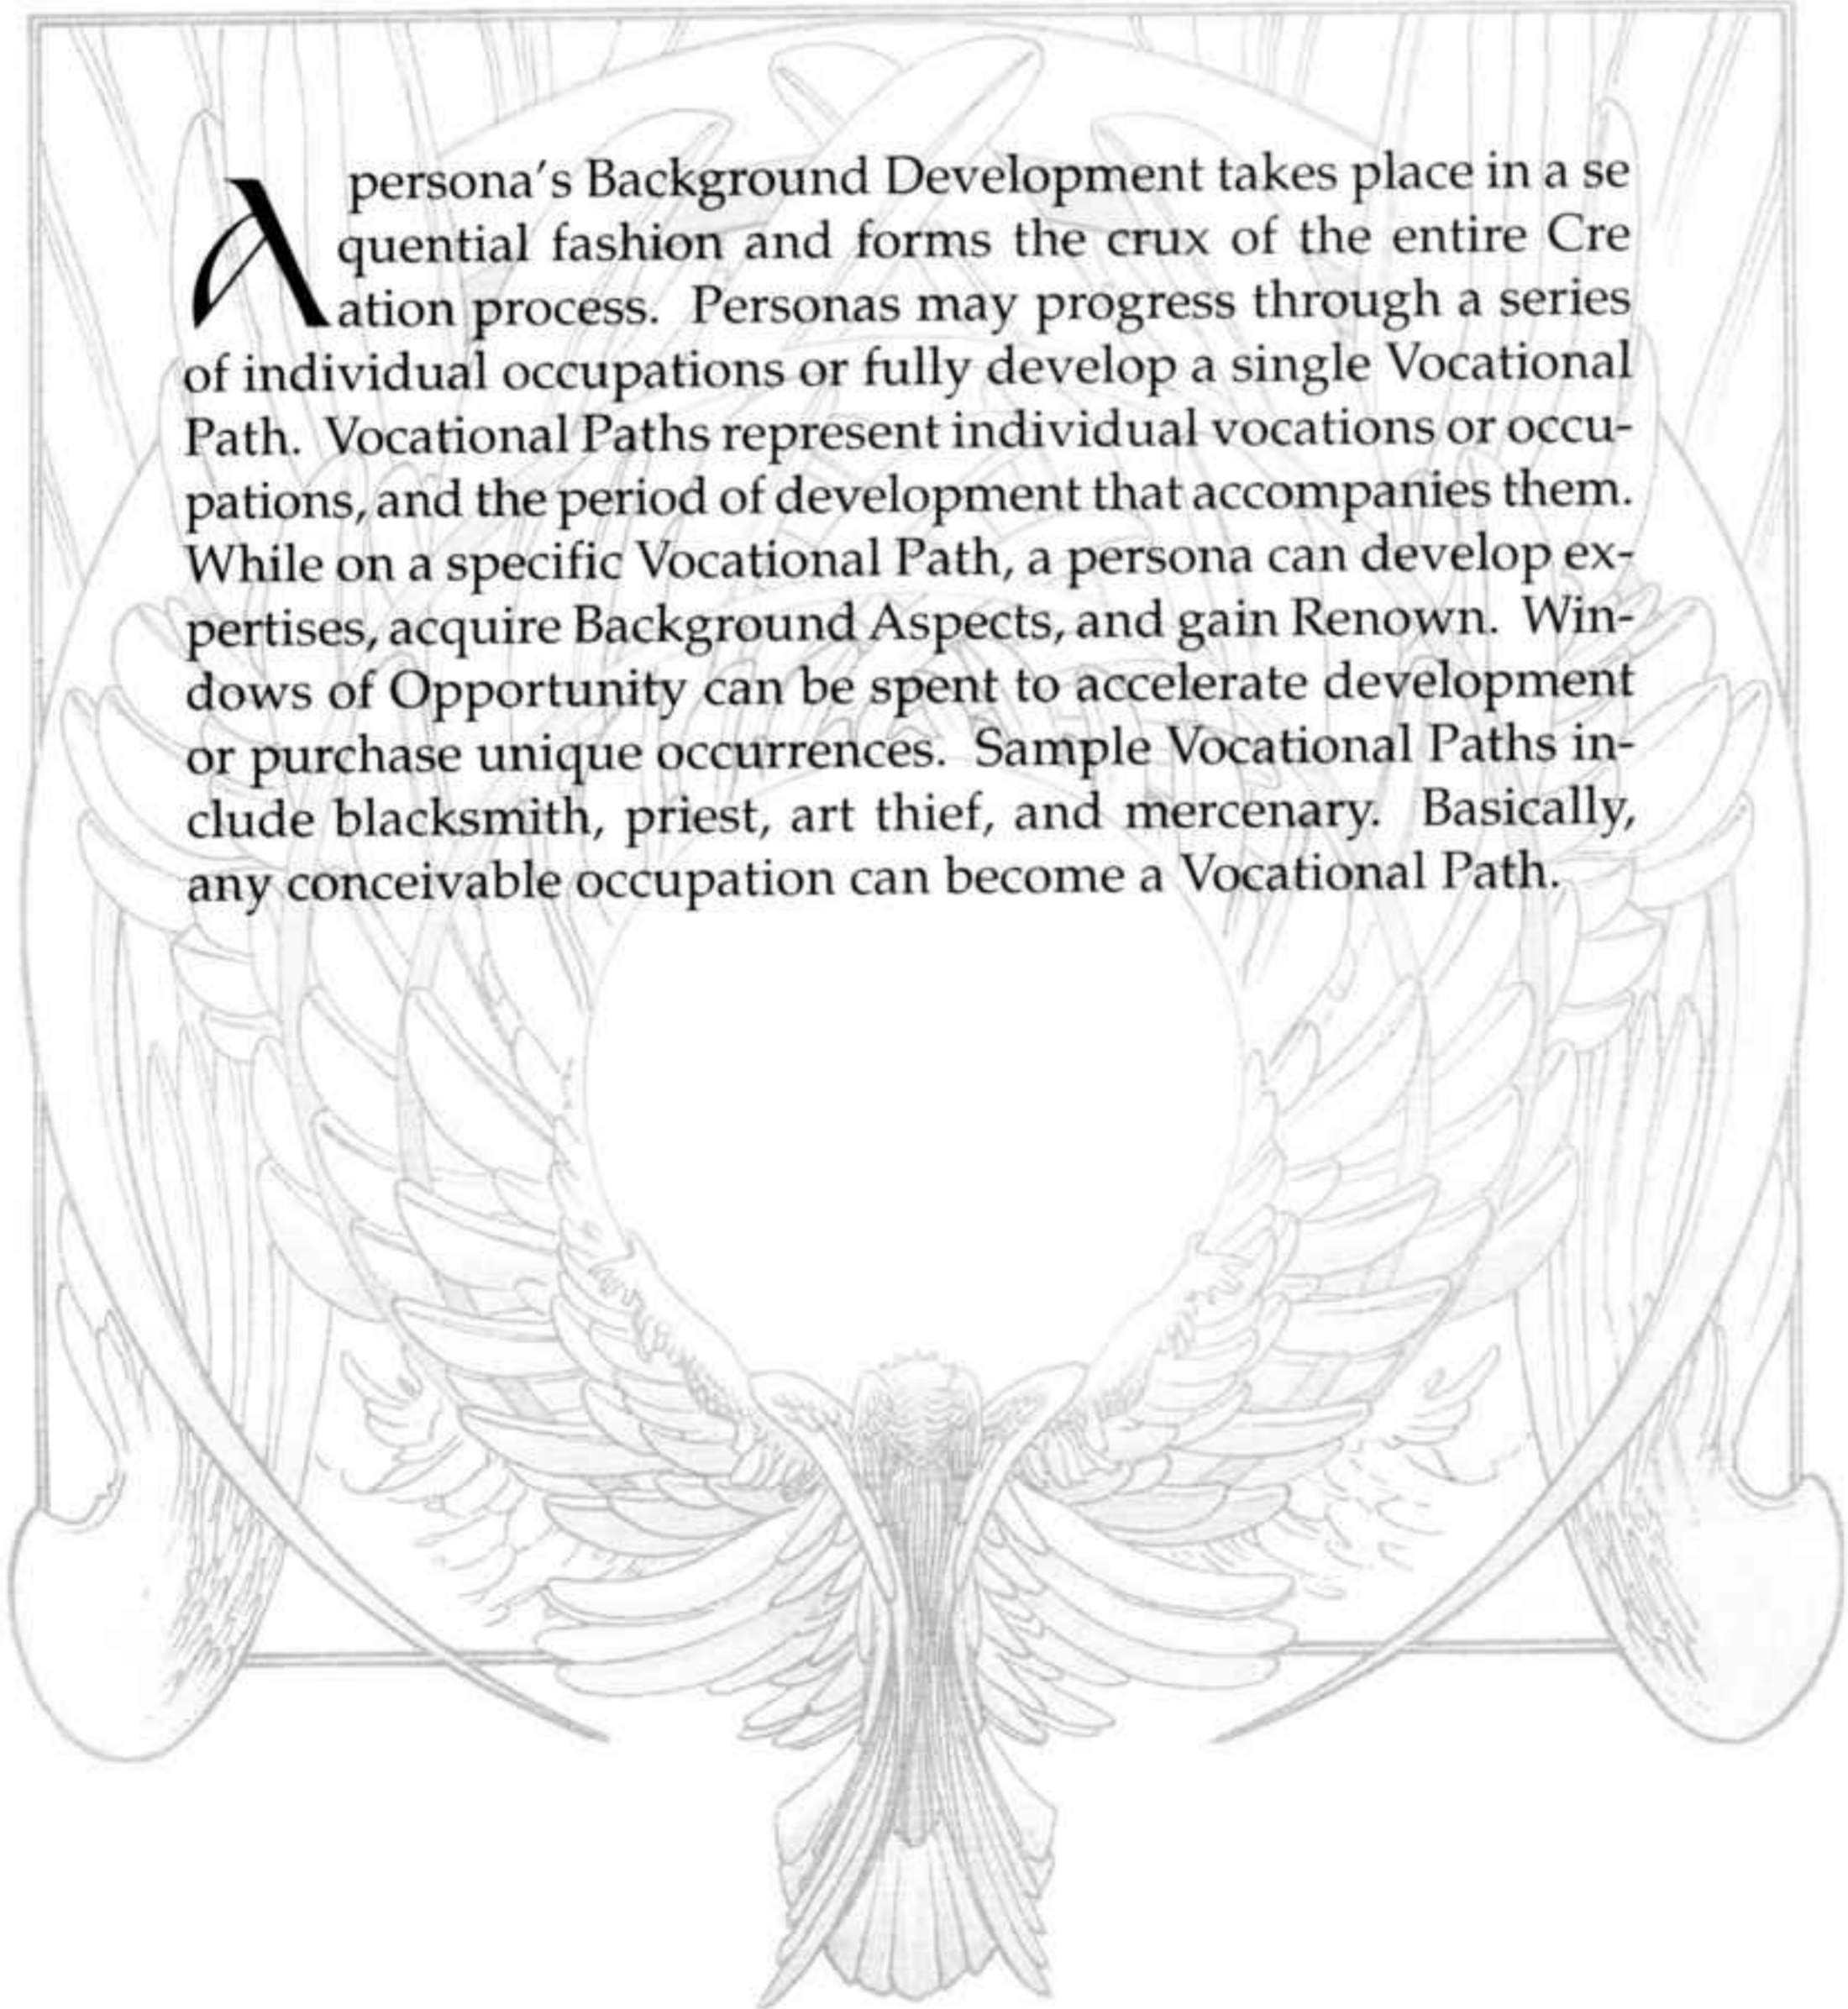 A persona's Background Development takes place in a se
quential fashion and forms the crux of the entire Cre
ation process. Personas may progress through a series
of individual occupations or fully develop a single Vocational
Path. Vocational Paths represent individual vocations or occu-
pations, and the period of development that accompanies them.
While on a specific Vocational Path, a persona can develop ex-
pertises, acquire Background Aspects, and gain Renown. Win-
dows of Opportunity can be spent to accelerate development
or purchase unique occurrences. Sample Vocational Paths in-
clude blacksmith, priest, art thief, and mercenary. Basically,
any conceivable occupation can become a Vocational Path.